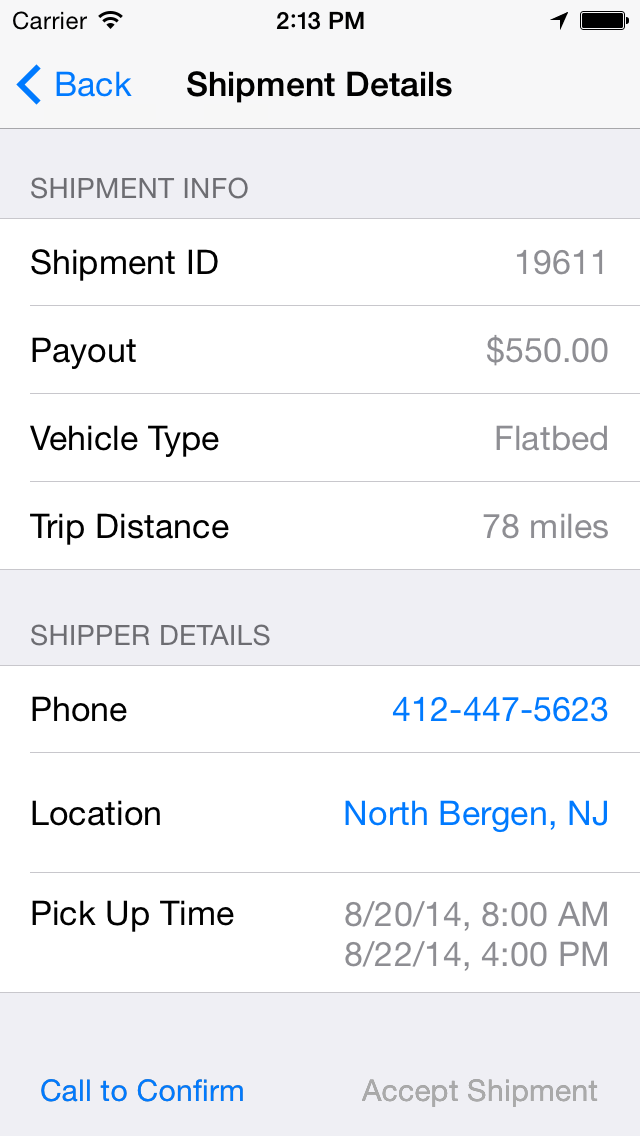 Carrier 2:13 PM
Back Shipment Details
SHIPMENT INFO
Shipment ID 19611
Payout $550.00
Vehicle Type Flatbed
Trip Distance 78 miles
SHIPPER DETAILS
Phone 412-447-5623
Location North Bergen, NJ
Pick Up Time 8/20/14, 8:00 AM
8/22/14, 4:00 PM
Call to Confirm Accept Shipment